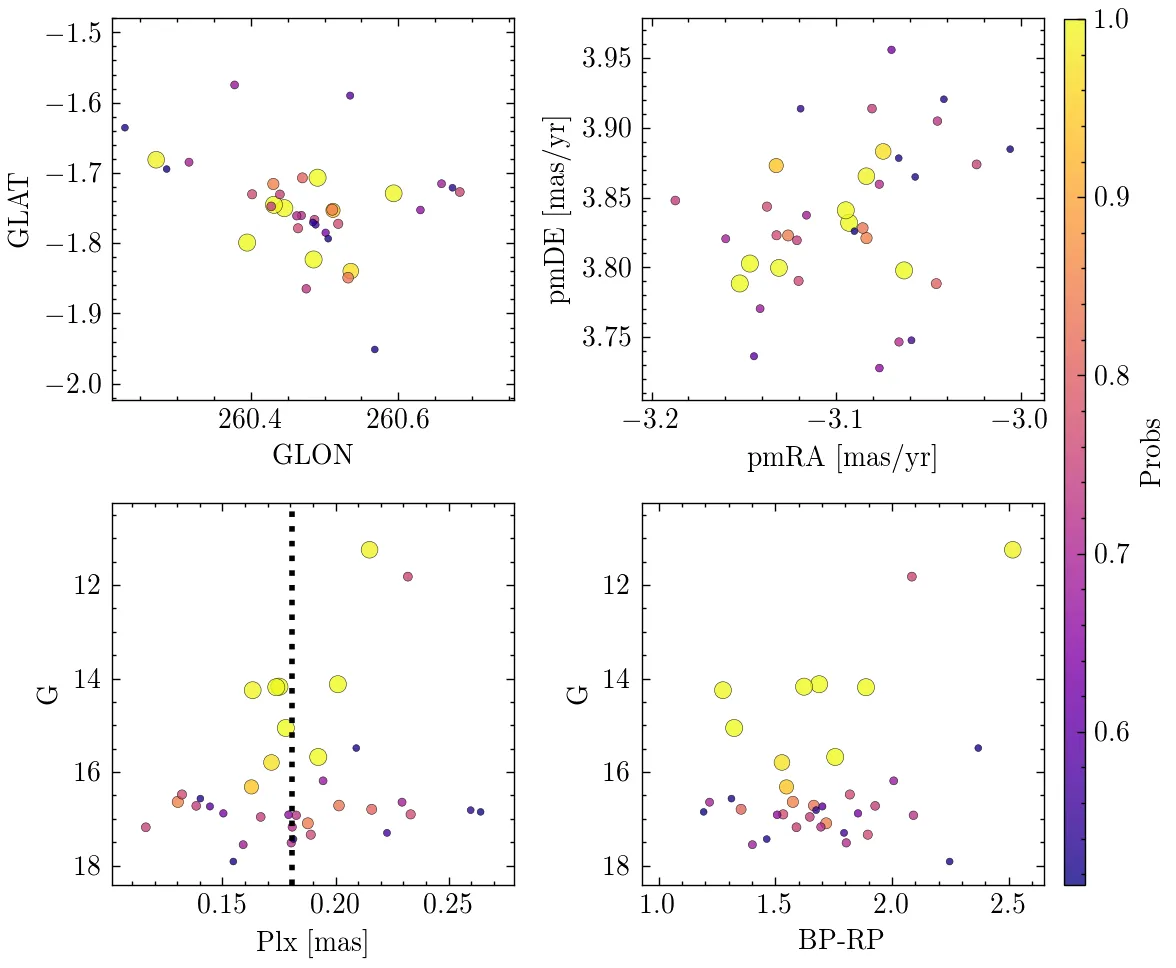 −1.5
−1.6
−1.7
−1.8
−1.9
−2.0
GLAT
260.4 260.6
GLON
3.95
3.90
3.85
3.80
3.75
pmDE [mas/yr]
−3.2 −3.1 −3.0
pmRA [mas/yr]
1.0
0.9
0.8
0.7
0.6
Probs
12
14
16
18
G
0.15 0.20 0.25
Plx [mas]
12
14
16
18
G
1.0 1.5 2.0 2.5
BP-RP